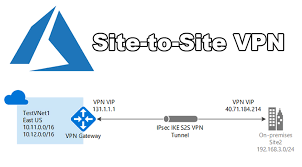 Site-to-Site VPN
VPN VIP
131.1.1.1
VPN VIP
40.71.184.214
TestVNet1
East US
10.11.0.0/16
10.12.0.0/16
VPN Gateway
IPsec IKE S2S VPN
Tunnel
On-premises
Site2
192.168.3.0/24